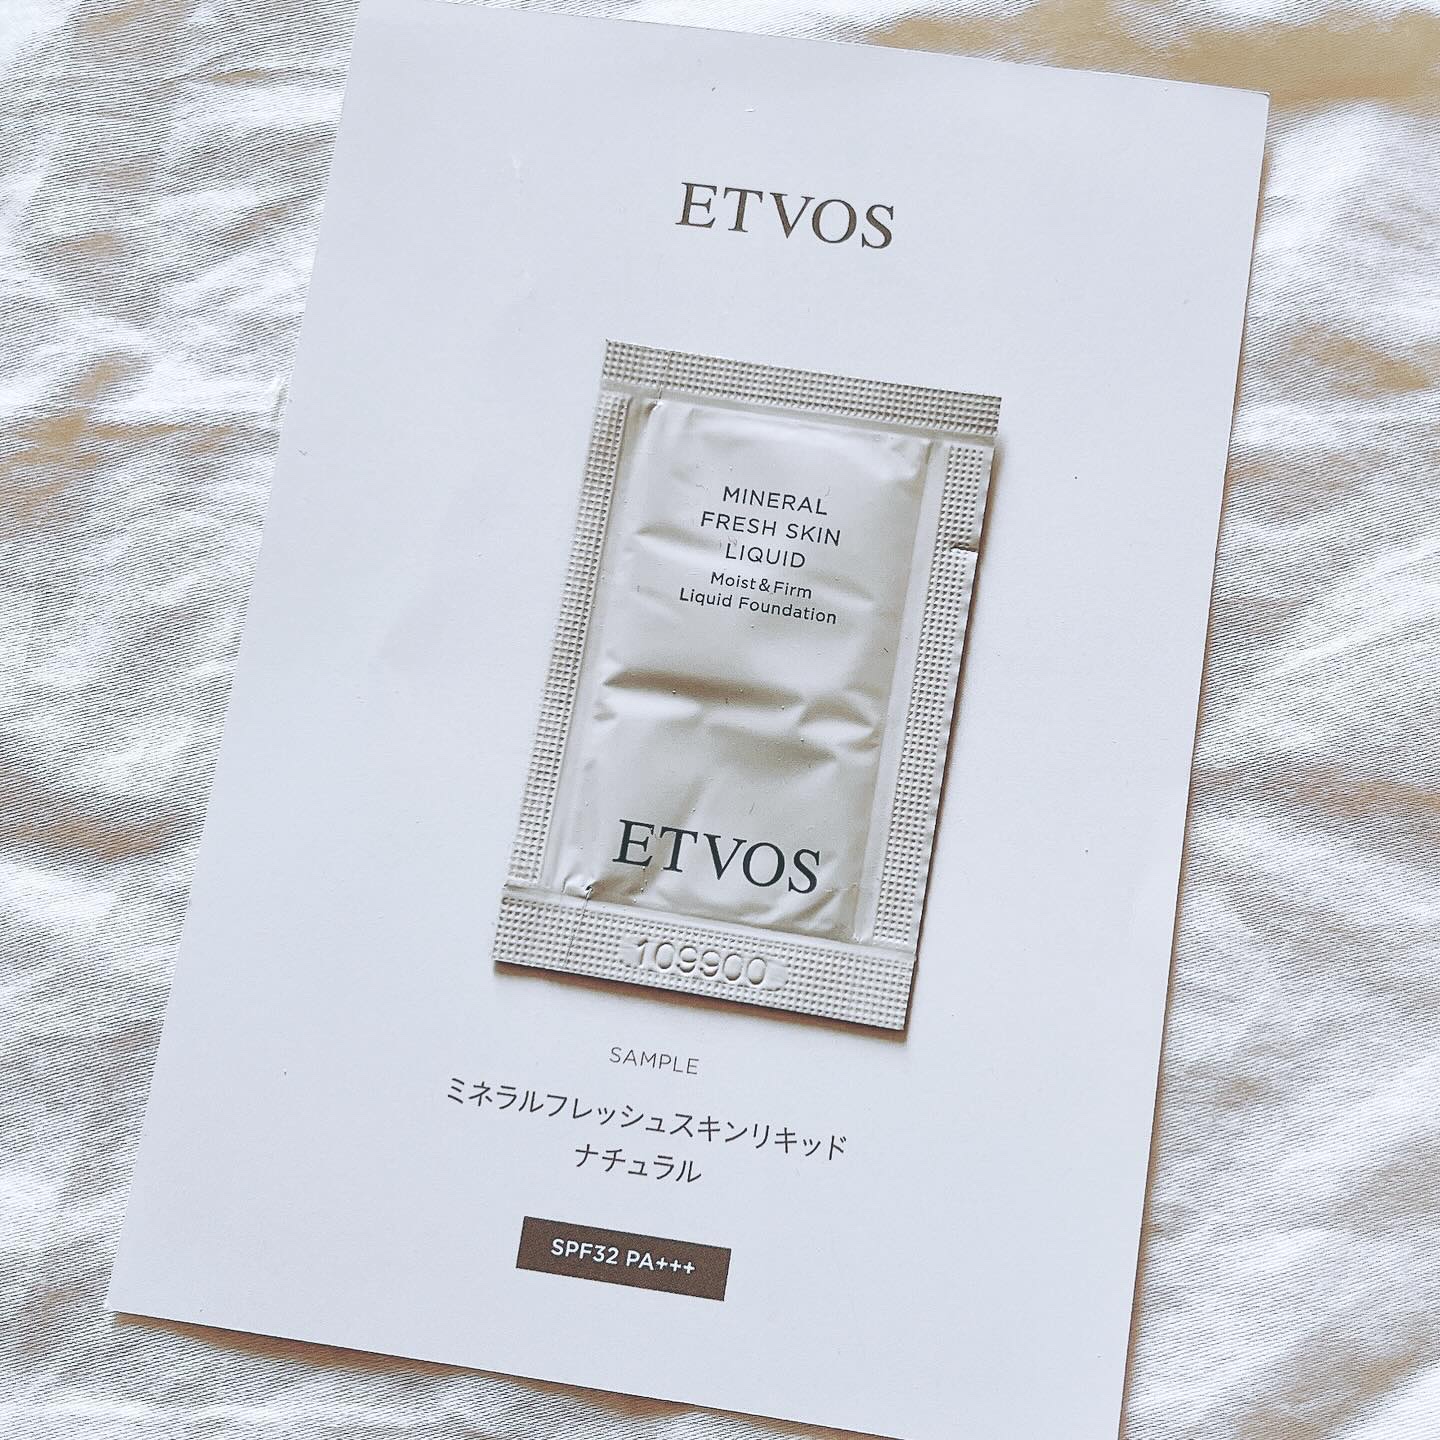 ETVOS
MINERAL
FRESH SKIN
LIQUID
Moist&Firm
Liquid Foundation
ETVOS
109900
SAMPLE
ミネラルフレッシュスキンリキッド
ナチュラル
SPF32 PA+++